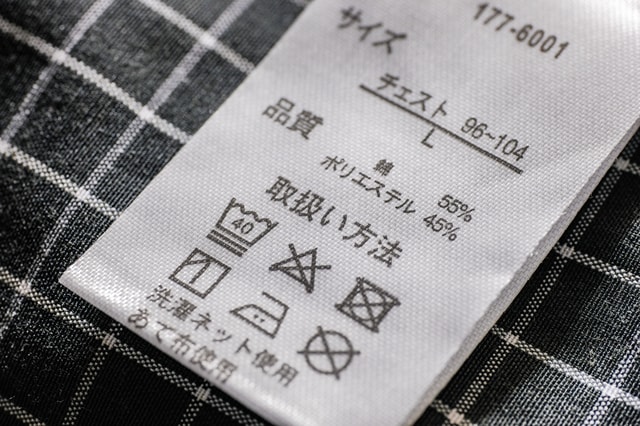 177-6001
サイズ
チェスト 96~104
L
品質
綿 55%
ポリエステル 45%
取扱い方法
40
洗濯ネット使用
あて布使用